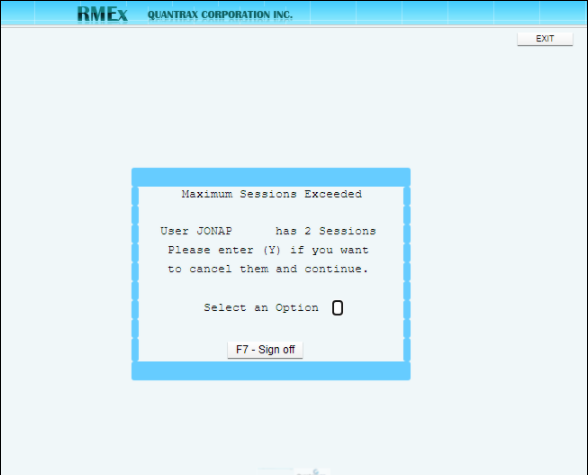 RMEx QUANTRAX CORPORATION INC.
EXIT
Maximum Sessions Exceeded
User JONAP has 2 Sessions
Please enter (Y) if you want
to cancel them and continue.
Select an Option
F7 - Sign off